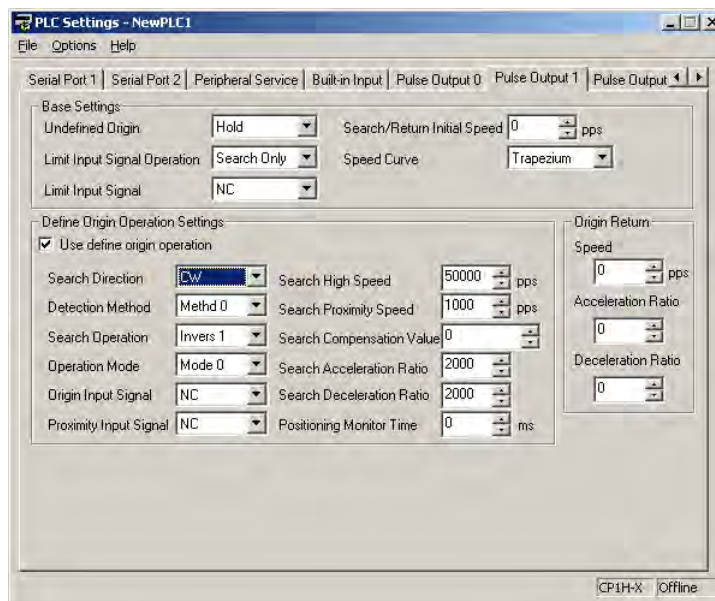 PLC Settings - NewPLC1
File Options Help
Serial Port 1 Serial Port 2 Peripheral Service Built-in Input Pulse Output 0 Pulse Output 1 Pulse Output
Base Settings
Undefined Origin Hold Search/Return Initial Speed 0 pps
Limit Input Signal Operation Search Only Speed Curve Trapezium
Limit Input Signal NC
Define Origin Operation Settings
Use define origin operation
Search Direction CW Search High Speed 50000 pps
Detection Method Methd 0 Search Proximity Speed 1000 pps
Search Operation Invers 1 Search Compensation Value 0
Operation Mode Mode 0 Search Acceleration Ratio 2000
Origin Input Signal NC Search Deceleration Ratio 2000
Proximity Input Signal NC Positioning Monitor Time 0 ms
Origin Return
Speed
0 pps
Acceleration Ratio
0
Deceleration Ratio
0
CP1H-X Offline